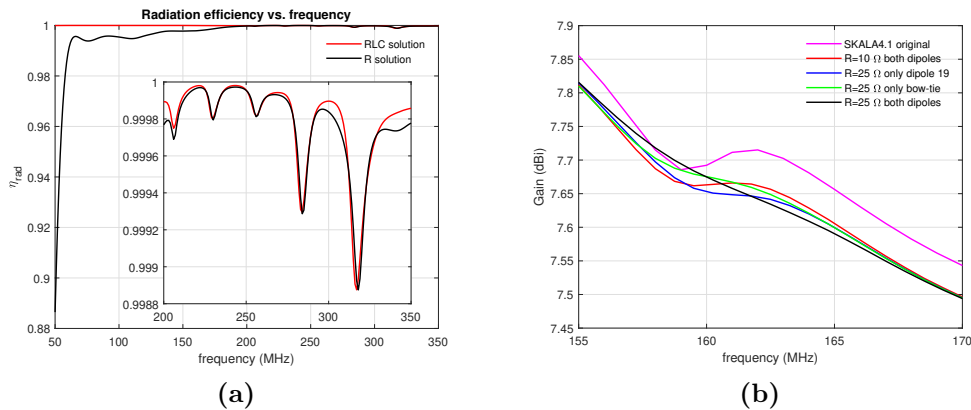 Radiation efficiency vs. frequency
1
0.98
0.96
0.94
0.92
0.9
0.88
ηrad
RLC solution
R solution
1
0.9998
0.9996
0.9994
0.9992
0.999
0.9988
200 250 300 350
50 100 150 200 250 300 350
frequency (MHz)
(a)
7.9
7.85
7.8
7.75
7.7
7.65
7.6
7.55
7.5
7.45
Gain (dBi)
SKALA4.1 original
R=10 Ω both dipoles
R=25 Ω only dipole 19
R=25 Ω only bow-tie
R=25 Ω both dipoles
155 160 165 170
frequency (MHz)
(b)